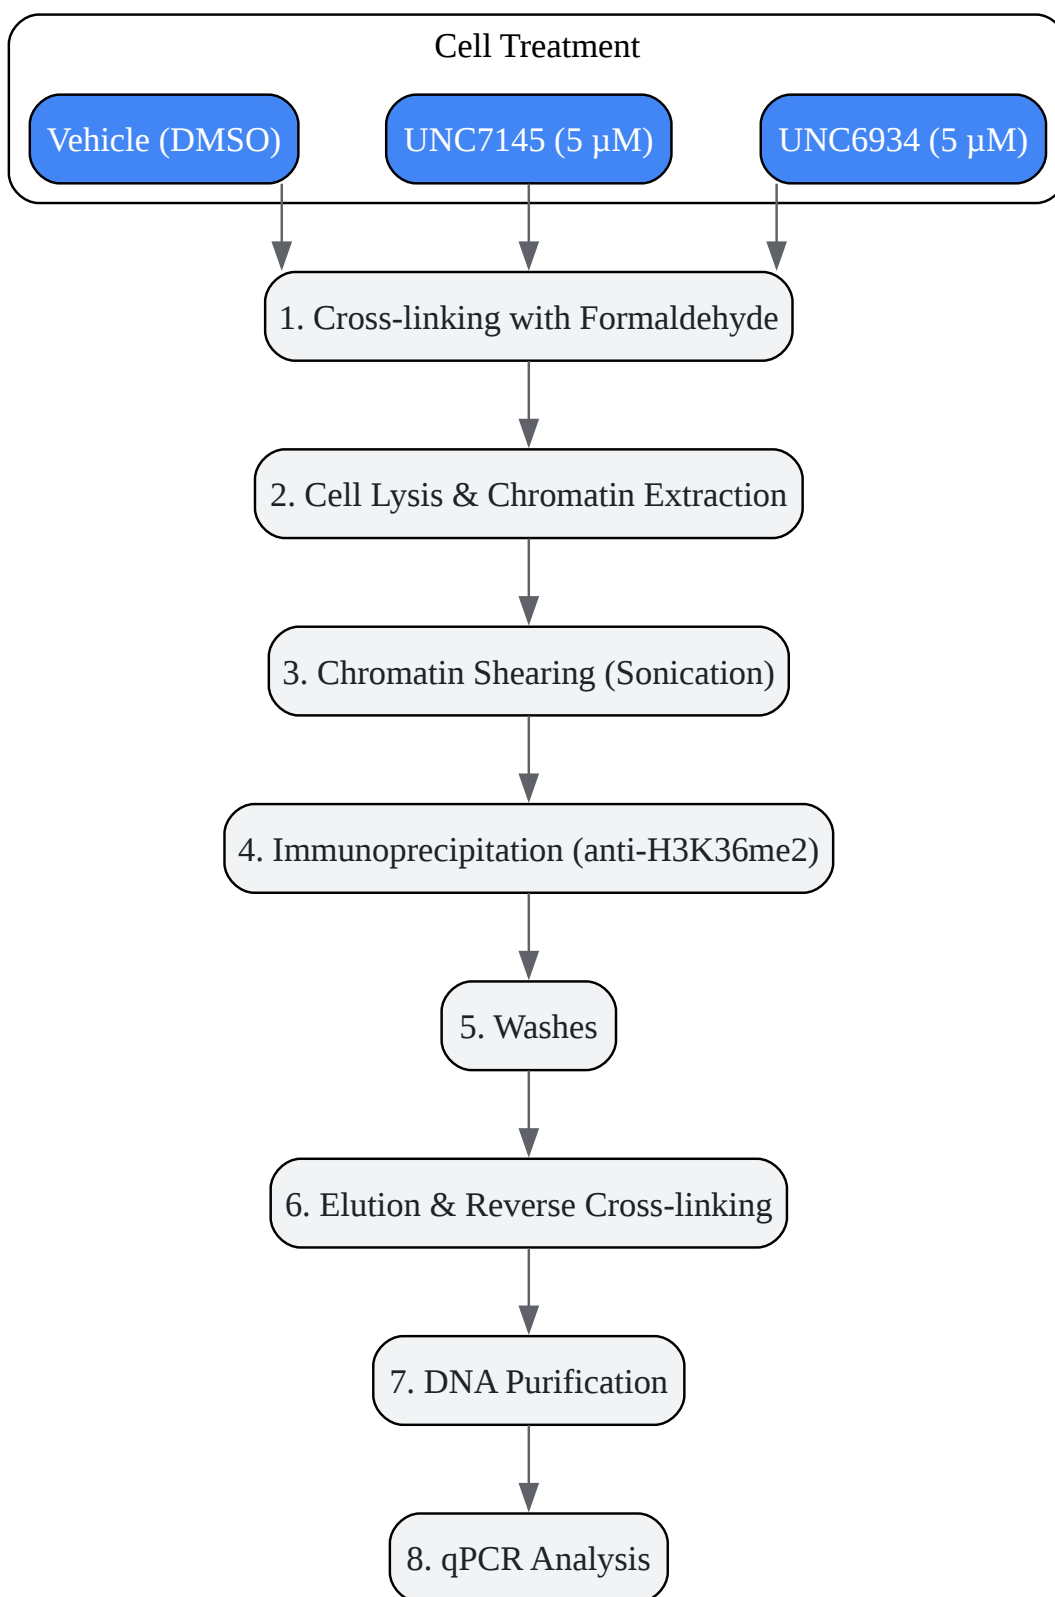 Cell Treatment
Vehicle (DMSO)
UNC7145 (5 µM)
UNC6934 (5 µM)
1. Cross-linking with Formaldehyde
2. Cell Lysis & Chromatin Extraction
3. Chromatin Shearing (Sonication)
4. Immunoprecipitation (anti-H3K36me2)
5. Washes
6. Elution & Reverse Cross-linking
7. DNA Purification
8. qPCR Analysis